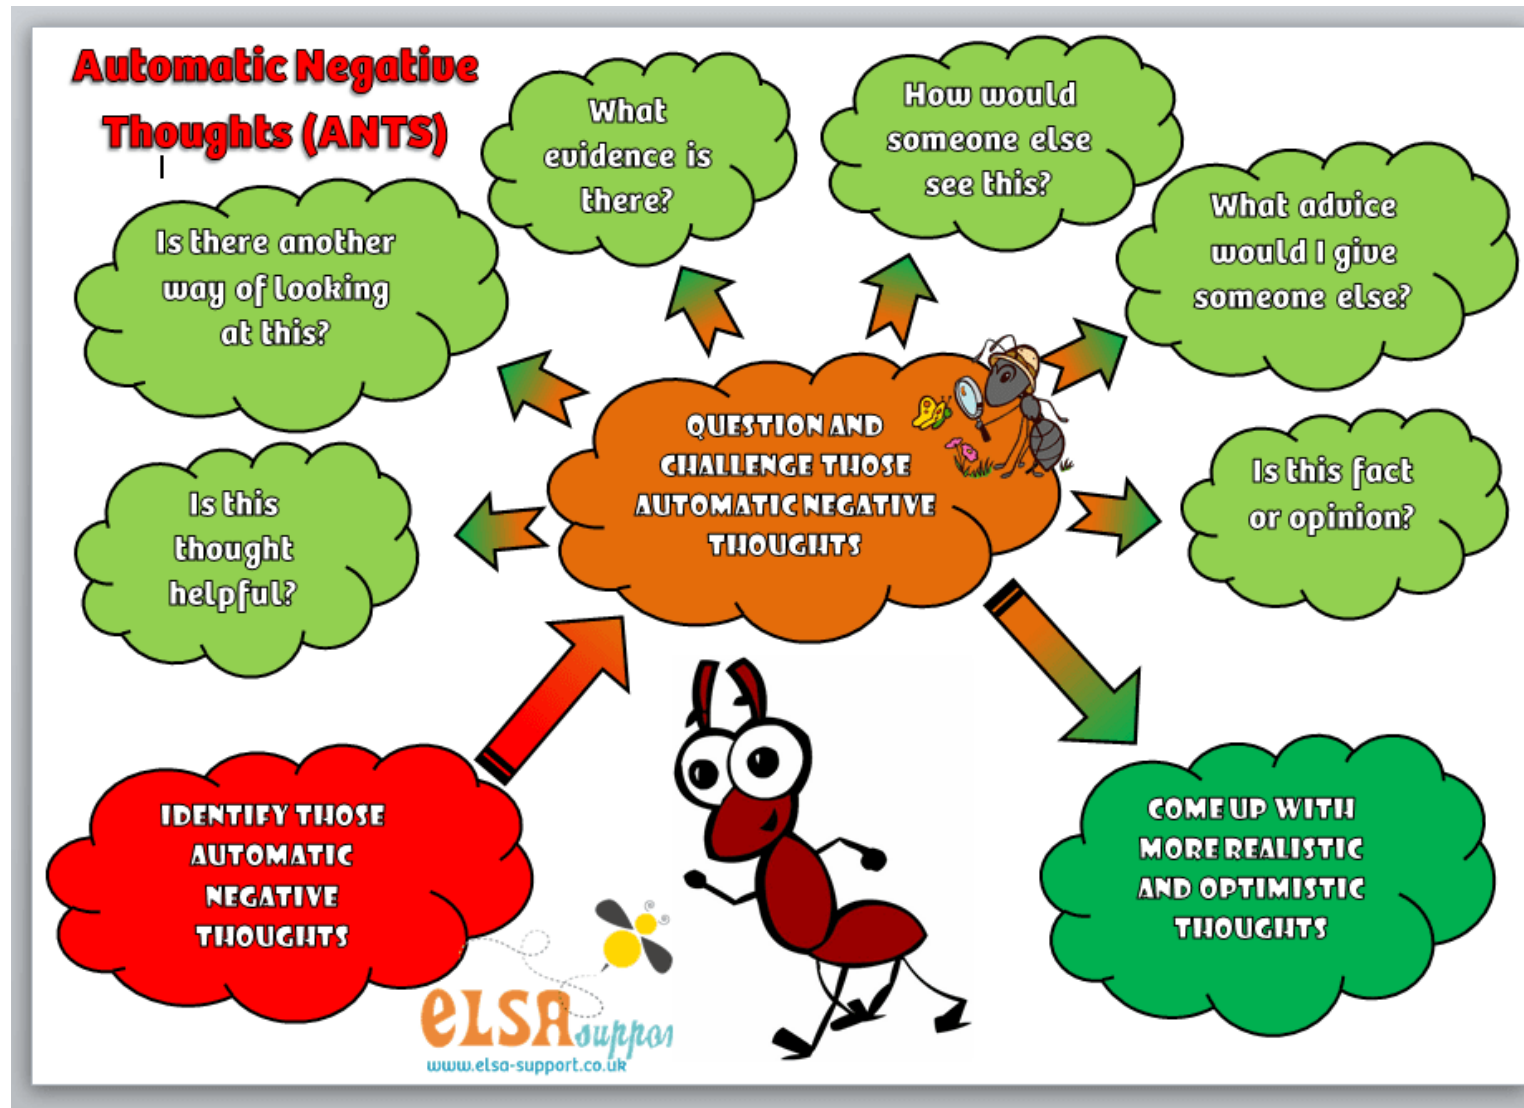 Automatic Negative
Thoughts (ANTS)
What
evidence is
there?
How would
someone else
see this?
What advice
would I give
someone else?
Is there another
way of looking
at this?
Is this fact
or opinion?
Is this
thought
helpful?
QUESTION AND
CHALLENGE THOSE
AUTOMATIC NEGATIVE
THOUGHTS
IDENTIFY THOSE
AUTOMATIC
NEGATIVE
THOUGHTS
COME UP WITH
MORE REALISTIC
AND OPTIMISTIC
THOUGHTS
eLSA suppor
www.elsa-support.co.uk